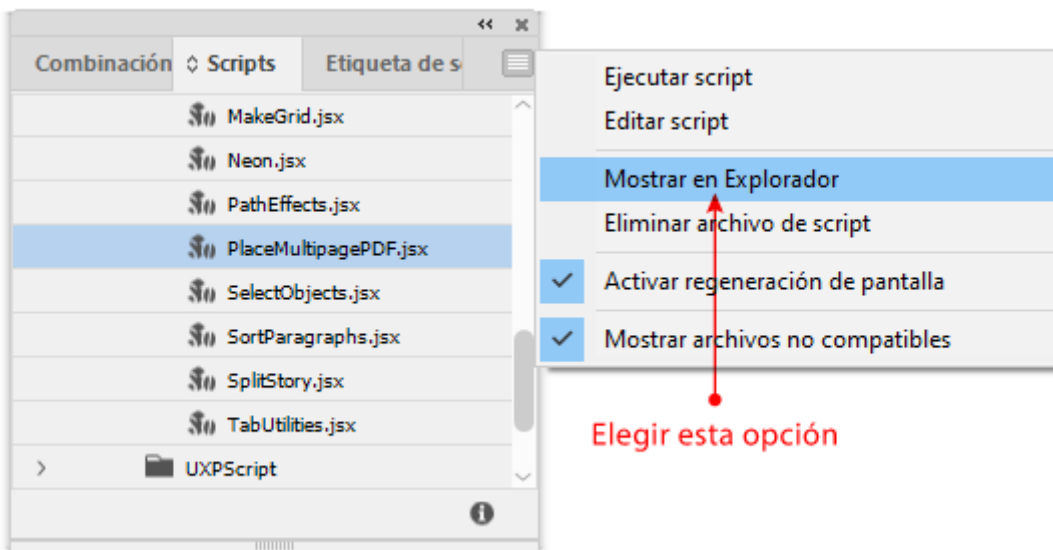 Combinación Scripts Etiqueta de s
MakeGrid.jsx
Neon.jsx
PathEffects.jsx
PlaceMultipagePDF.jsx
SelectObjects.jsx
SortParagraphs.jsx
SplitStory.jsx
TabUtilities.jsx
UXPScript
Ejecutar script
Editar script
Mostrar en Explorador
Eliminar archivo de script
Activar regeneración de pantalla
Mostrar archivos no compatibles
Elegir esta opción